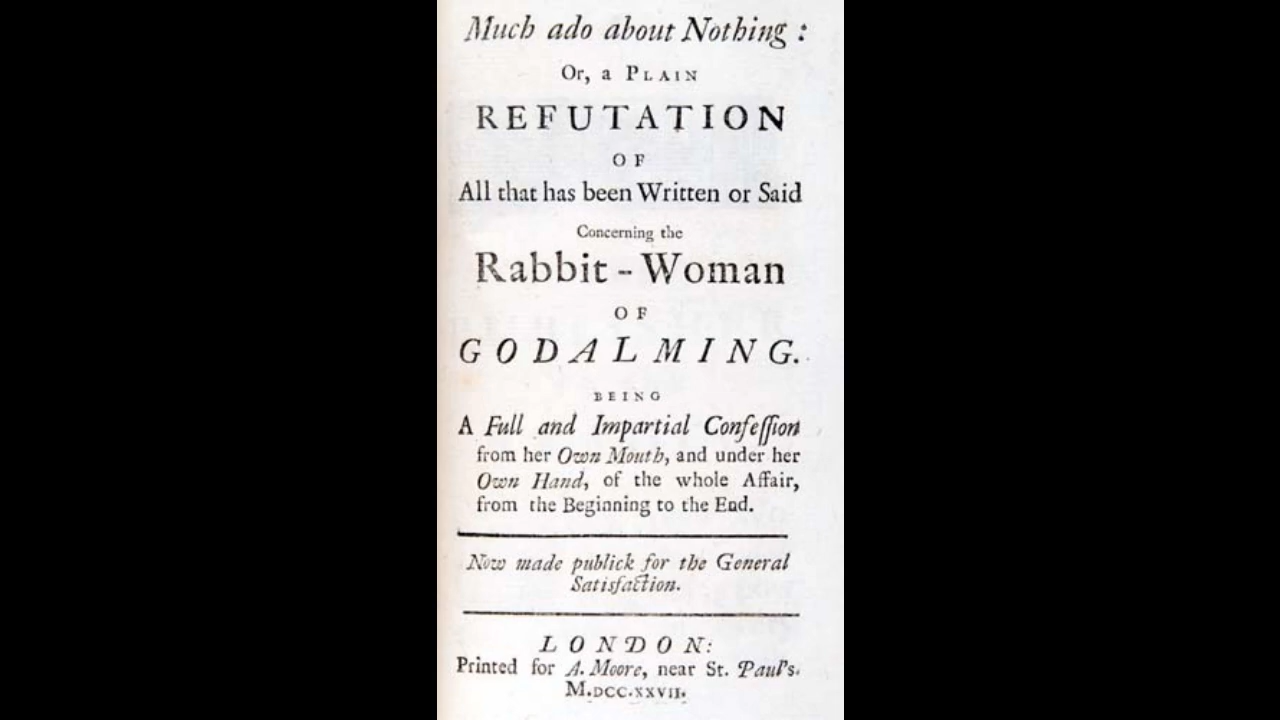 Much ado about Nothing:
Or, a PLAIN
REFUTATION
OF
All that has been Written or Said
Concerning the
Rabbit-Woman
OF
GODALMING.
BEING
A Full and Impartial Confeſſion
from her Own Mouth, and under her
Own Hand, of the whole Affair,
from the Beginning to the End.
Now made publick for the General
Satisfaction.
LONDON:
Printed for A. Moore, near St. Paul's.
M.DCC.XXVII.